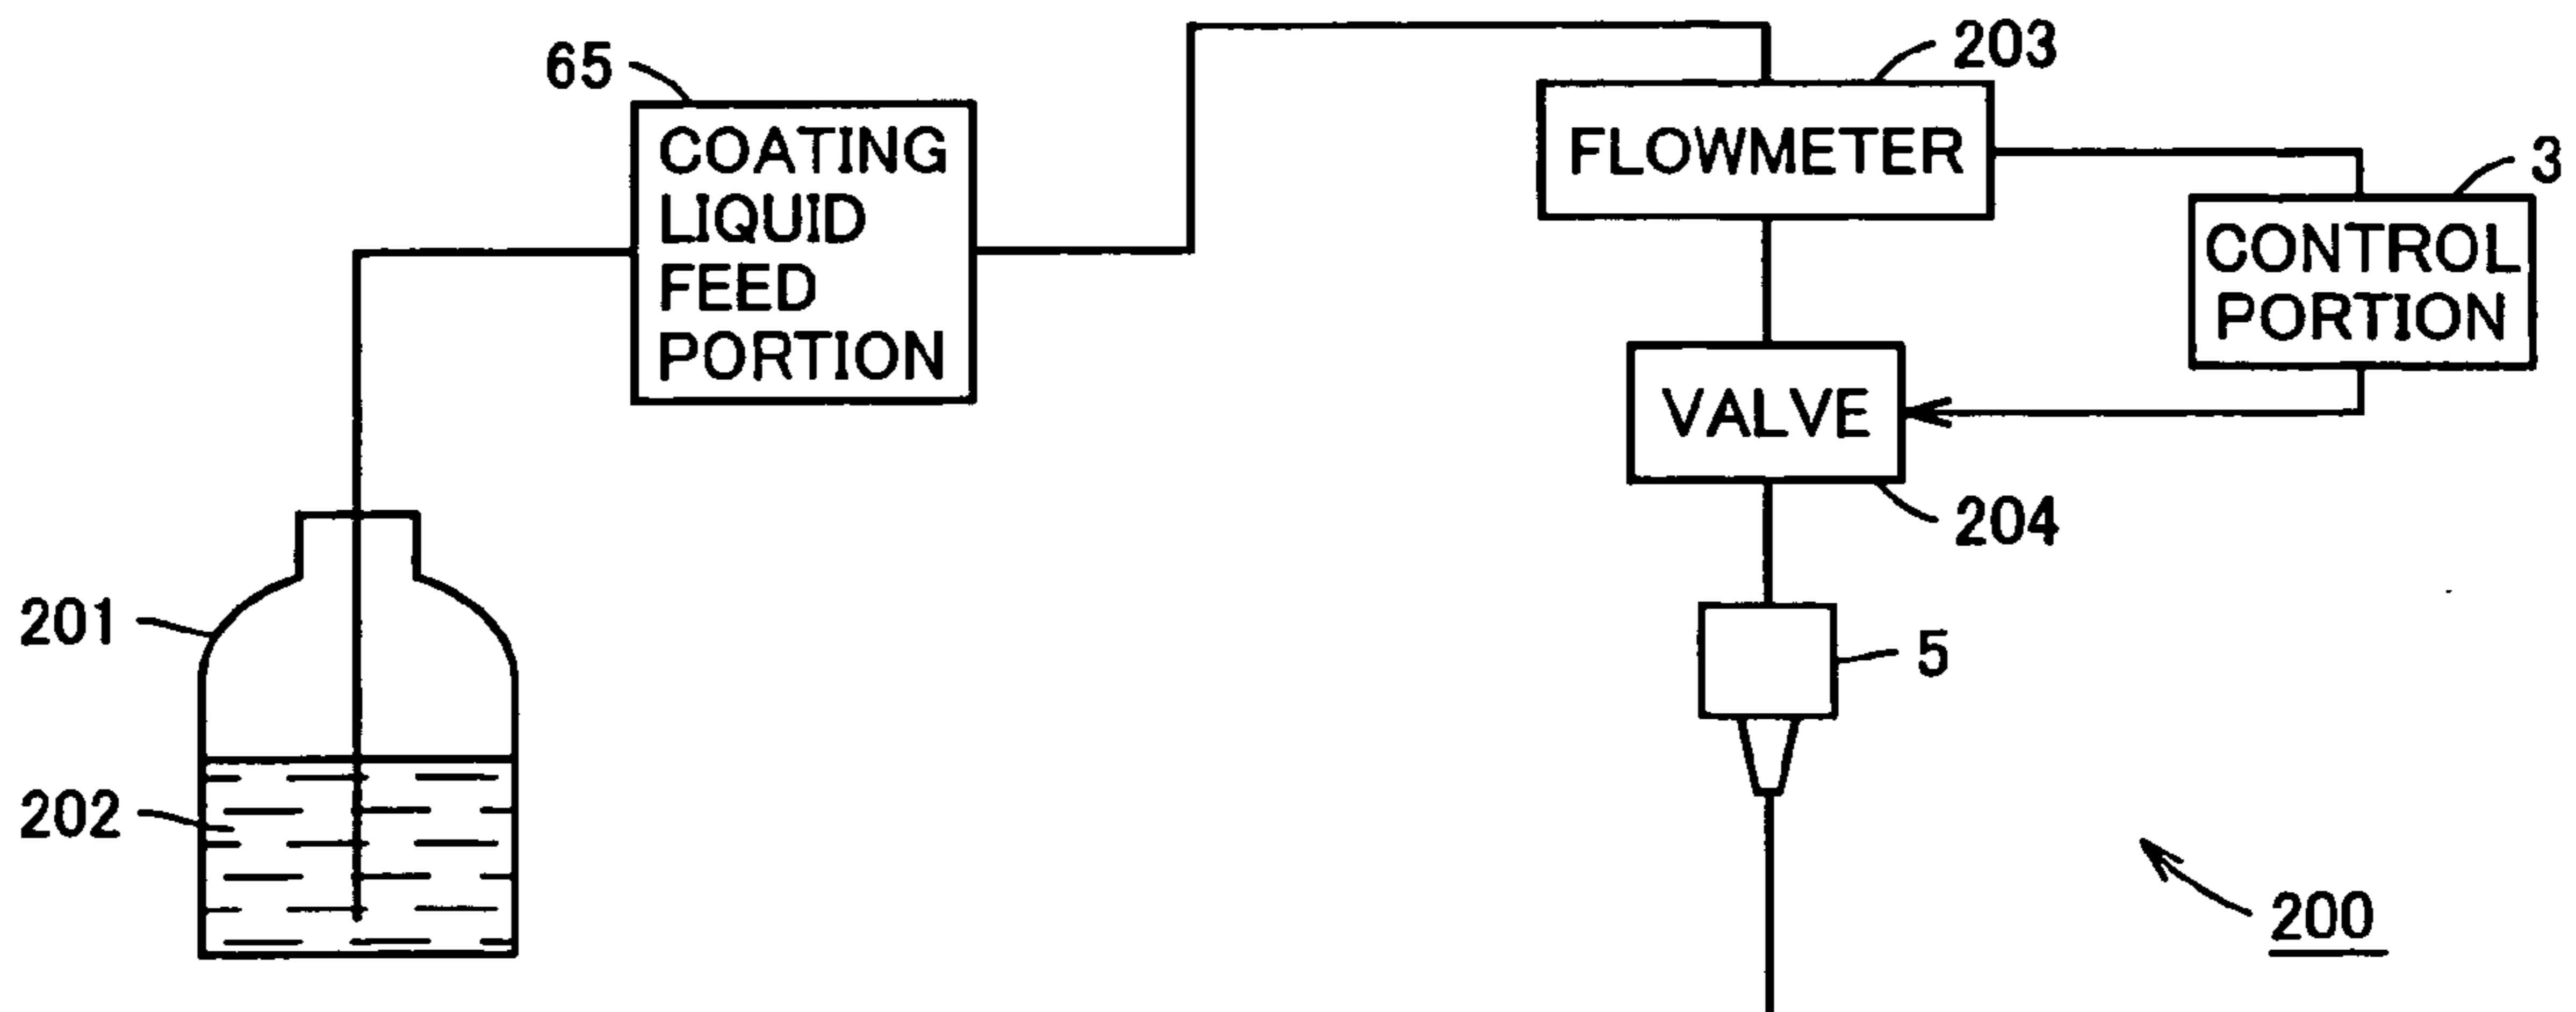 203
65
COATING
LIQUID
FEED
PORTION
FLOWMETER
3
CONTROL
PORTION
VALVE
204
201
5
202
200